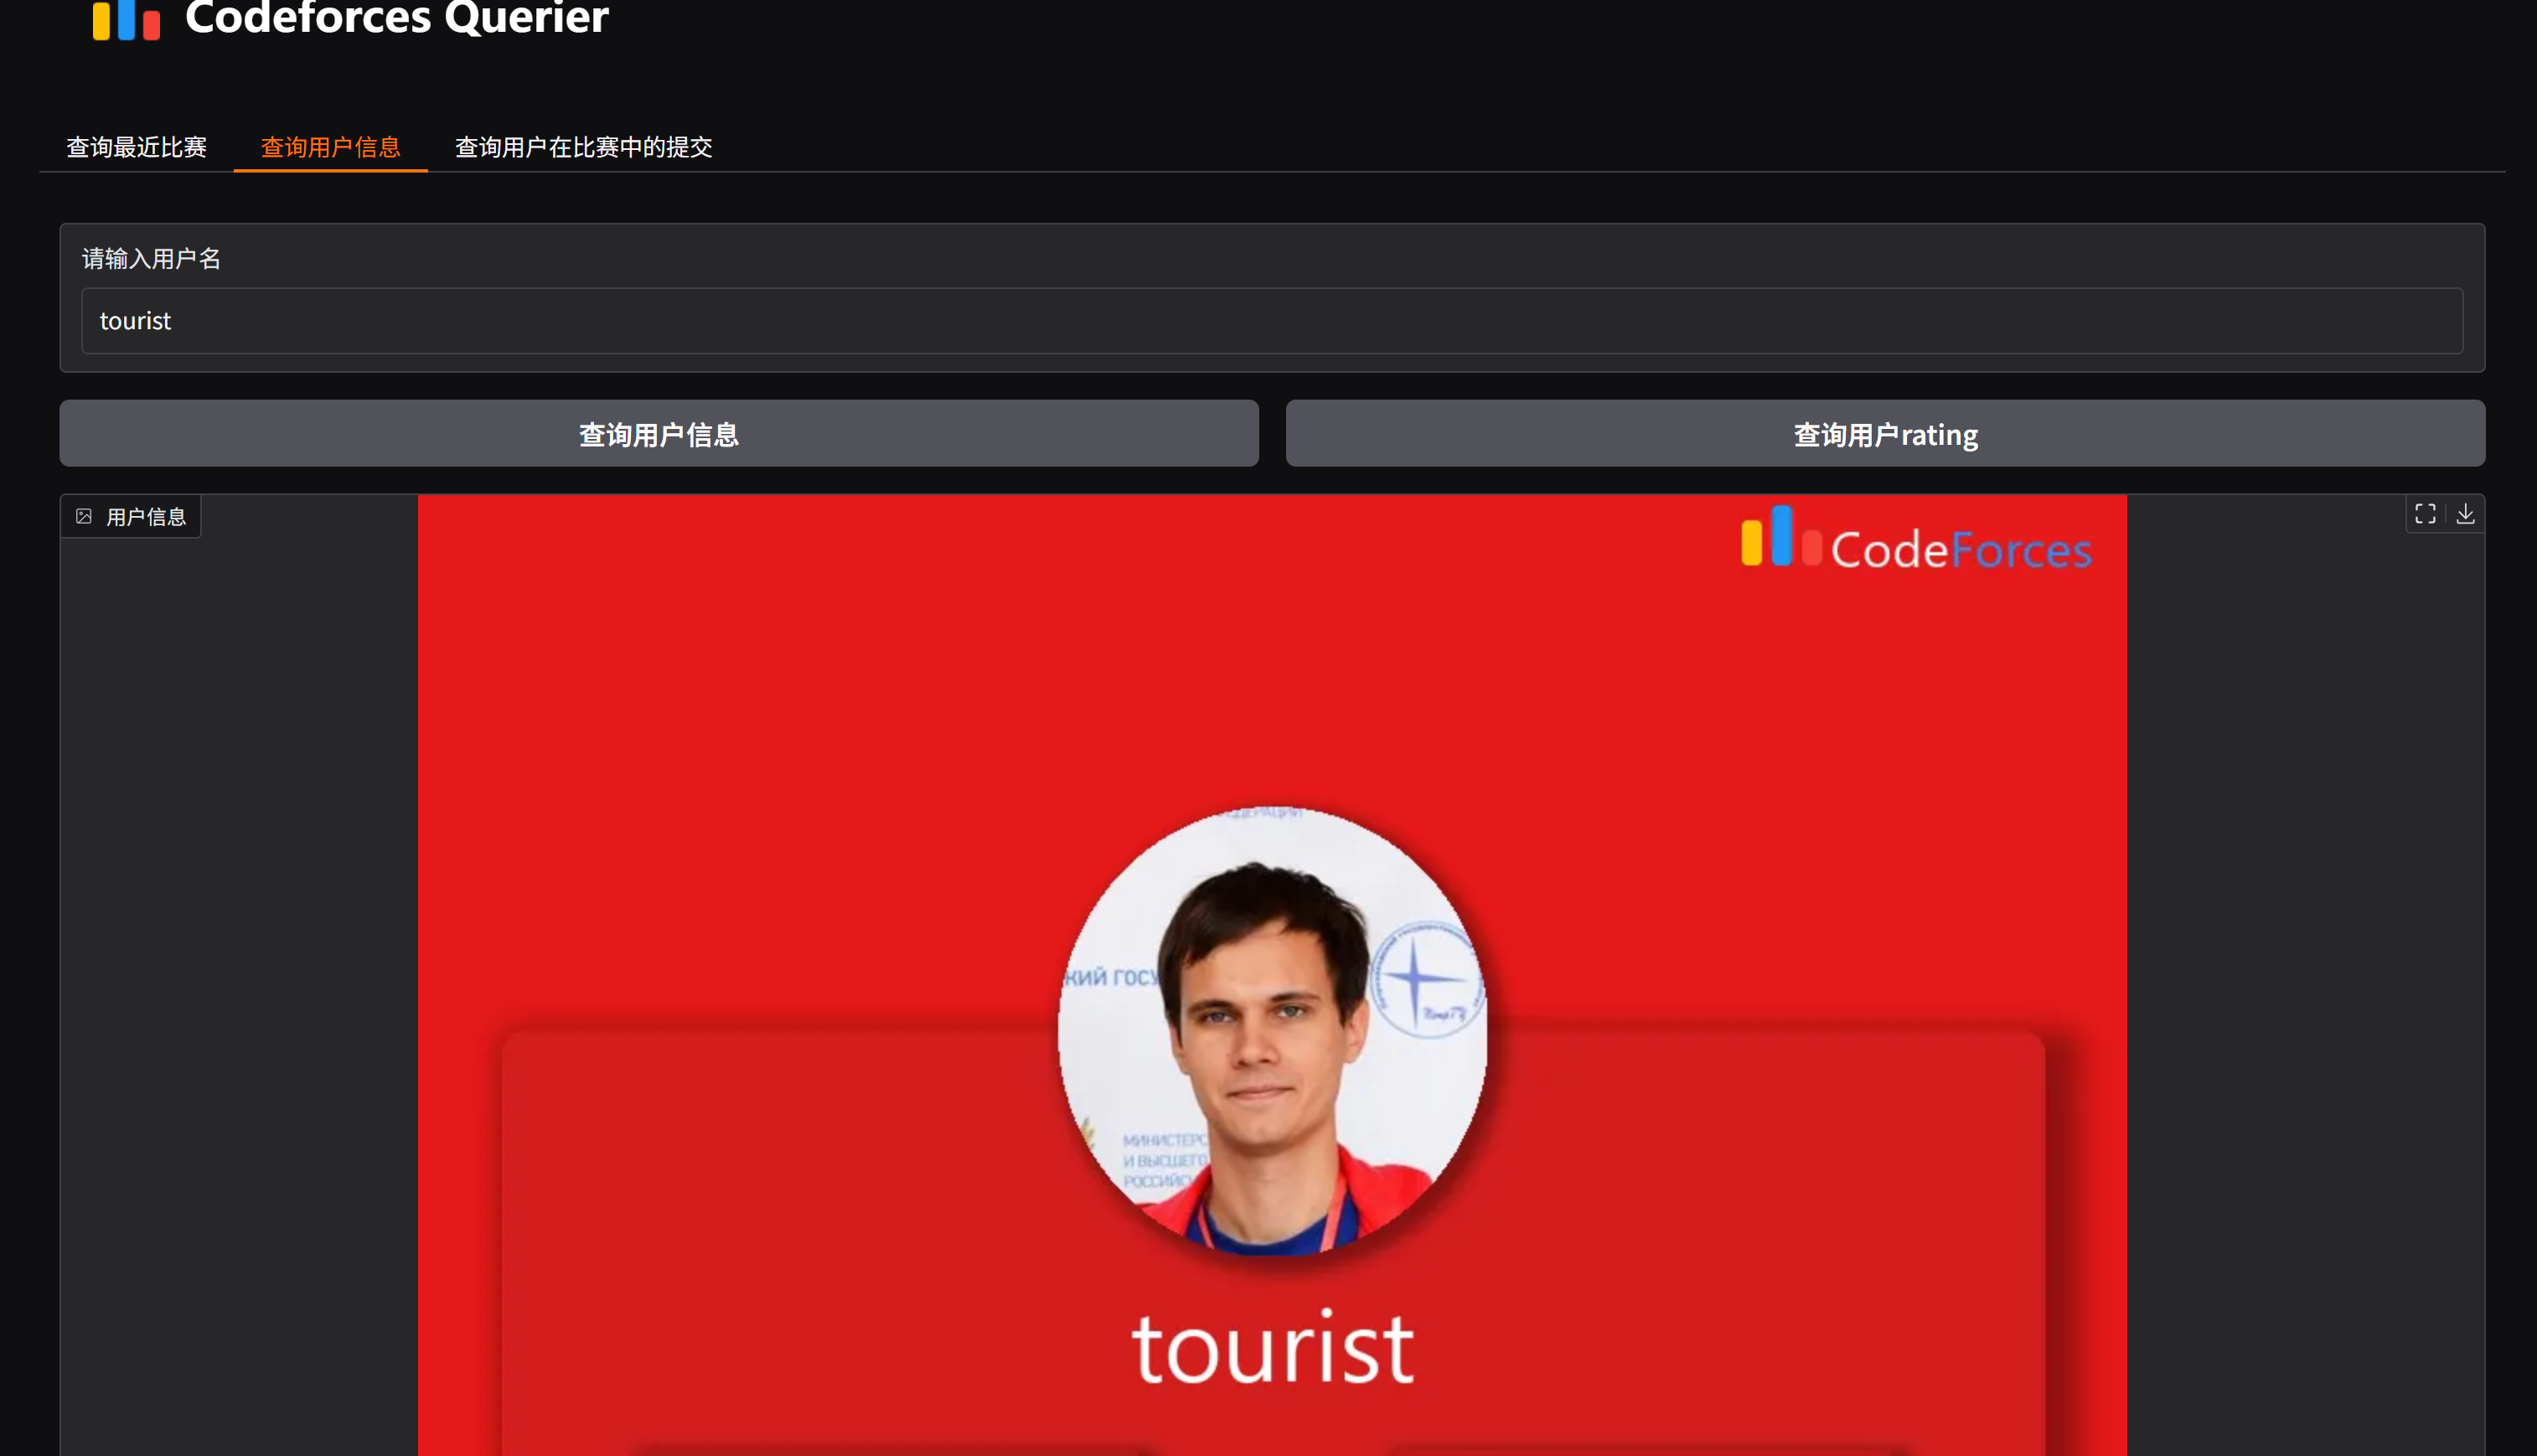 Codeforces Querier
查询最近比赛
查询用户信息
查询用户在比赛中的提交
请输入用户名
tourist
查询用户信息
查询用户rating
用户信息
CodeForces
КИЙ ГОСУ
МИНИСТЕРС
И ВЫСШЕГО
РОССИЙС
tourist